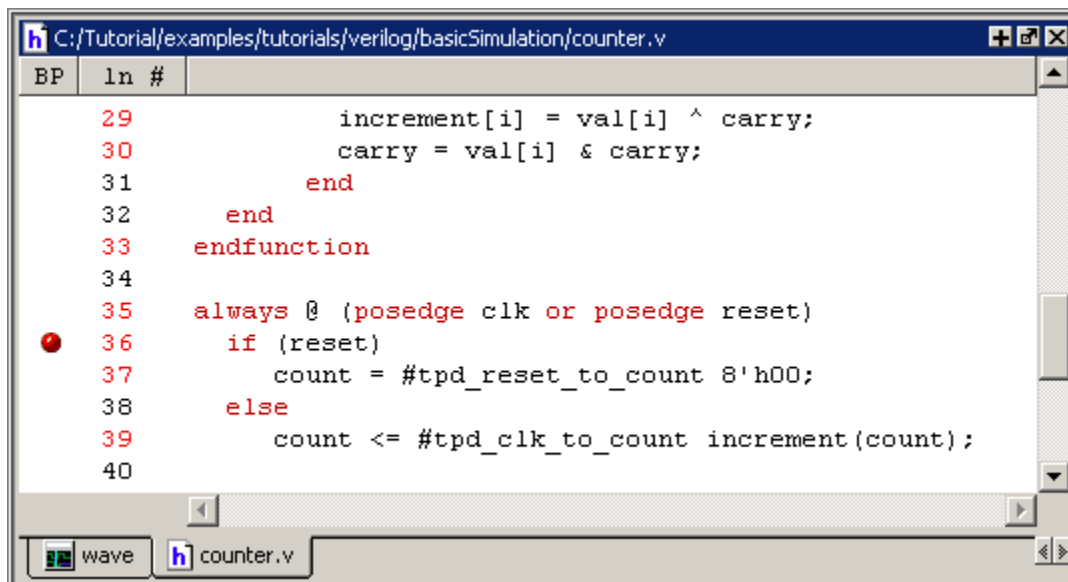 h C:/Tutorial/examples/tutorials/verilog/basicSimulation/counter.v
BP ln #
29 increment[i] = val[i] ^ carry;
30 carry = val[i] & carry;
31 end
32 end
33 endfunction
34
35 always @ (posedge clk or posedge reset)
36 if (reset)
37 count = #tpd_reset_to_count 8'h00;
38 else
39 count <= #tpd_clk_to_count increment(count);
40
wave h counter.v